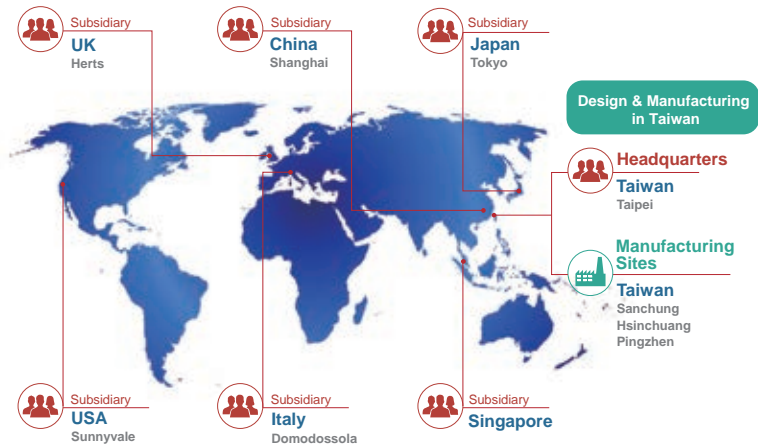 Subsidiary
UK
Herts
Subsidiary
China
Shanghai
Subsidiary
Japan
Tokyo
Design & Manufacturing
in Taiwan
Headquarters
Taiwan
Taipei
Manufacturing
Sites
Taiwan
Sanchung
Hsinchuang
Pingzhen
Subsidiary
USA
Sunnyvale
Subsidiary
Italy
Domodossola
Subsidiary
Singapore